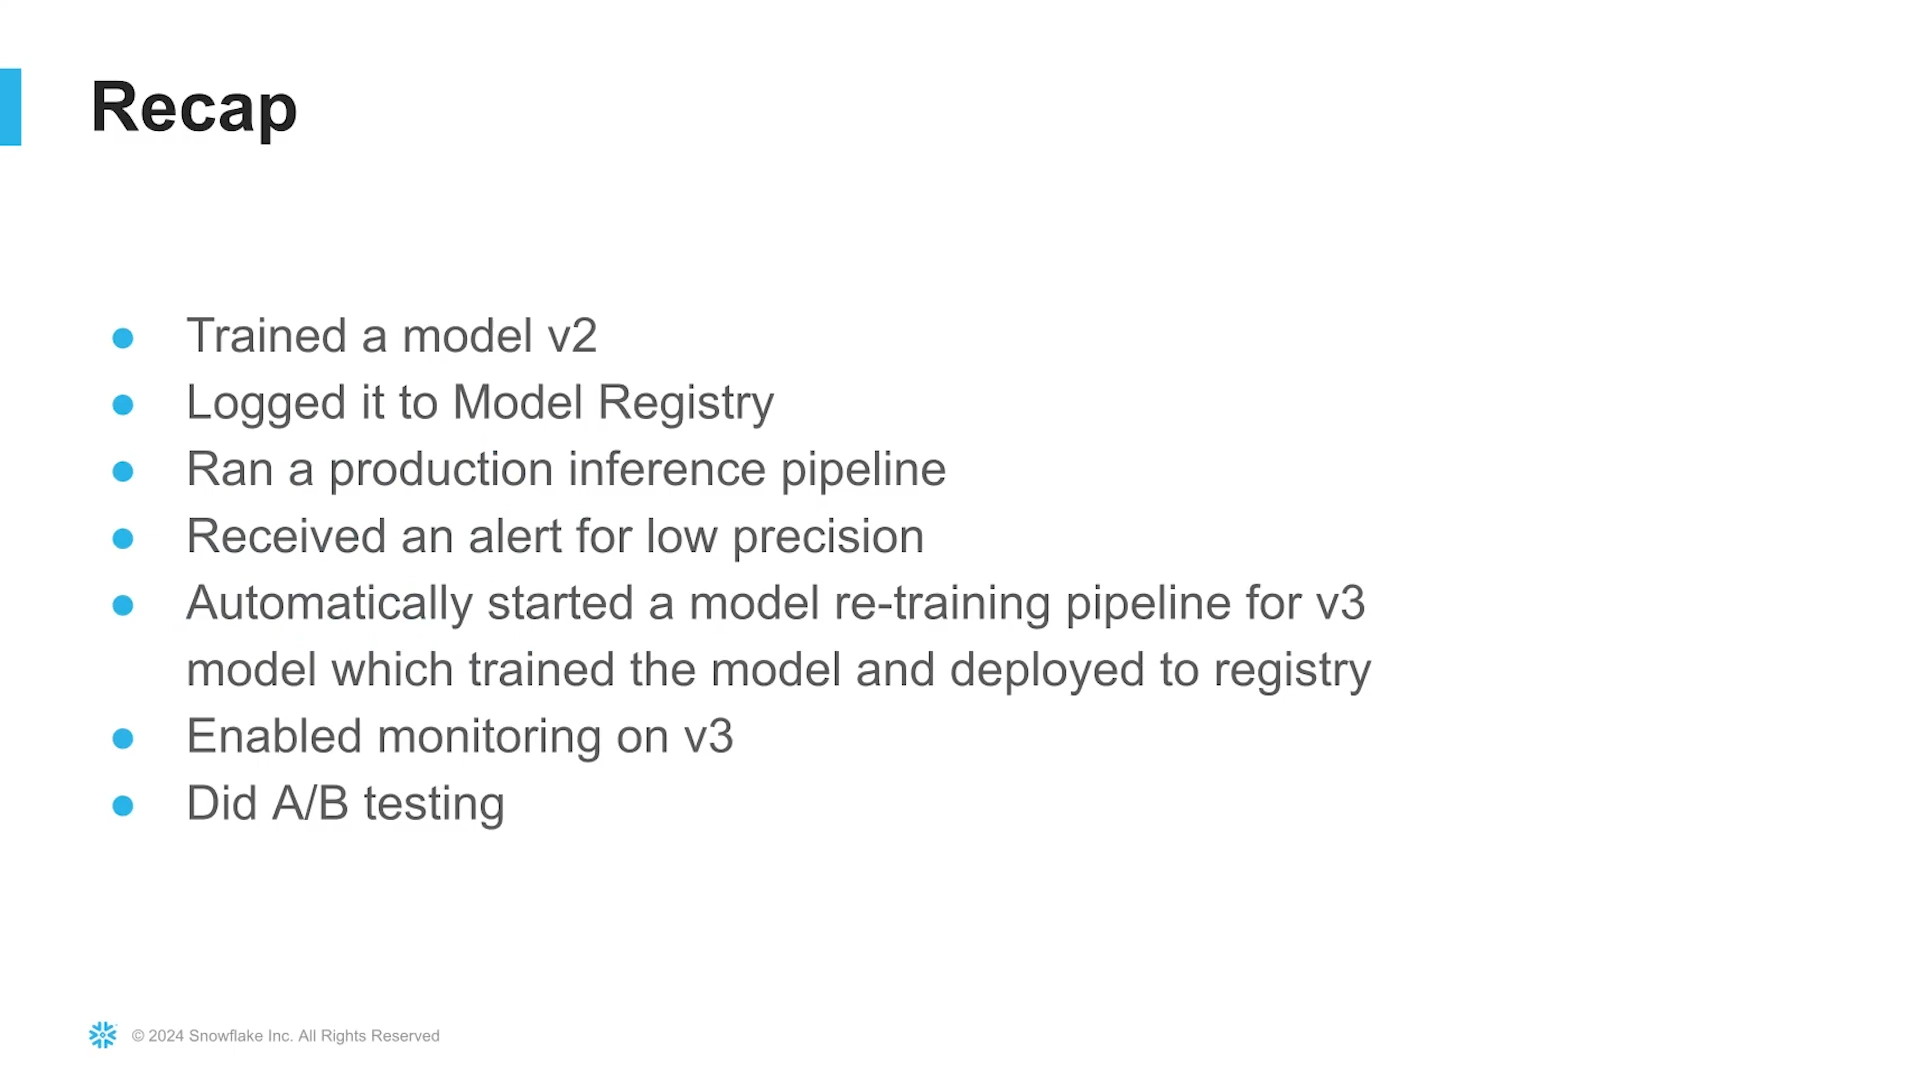 Recap
● Trained a model v2
● Logged it to Model Registry
● Ran a production inference pipeline
● Received an alert for low precision
● Automatically started a model re-training pipeline for v3
model which trained the model and deployed to registry
● Enabled monitoring on v3
● Did A/B testing
© 2024 Snowflake Inc. All Rights Reserved